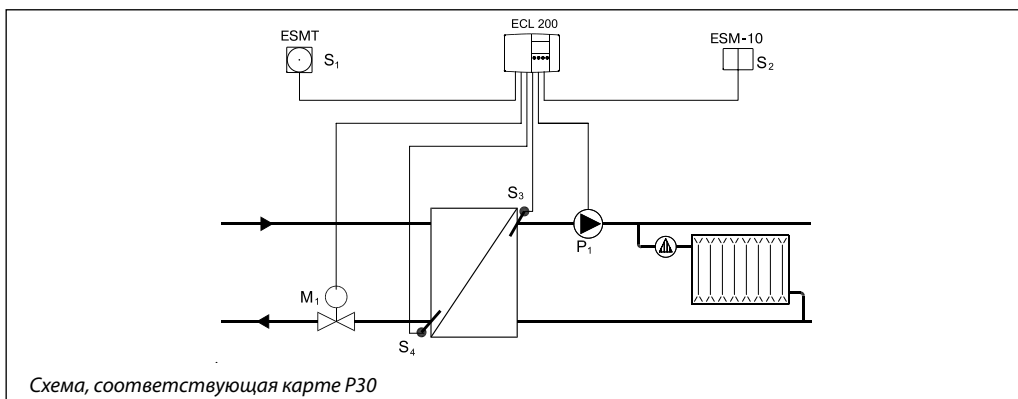 ECL 200
ESMT
S1
ESM-10
S2
S3
P1
M1
S4
Схема, соответствующая карте P30